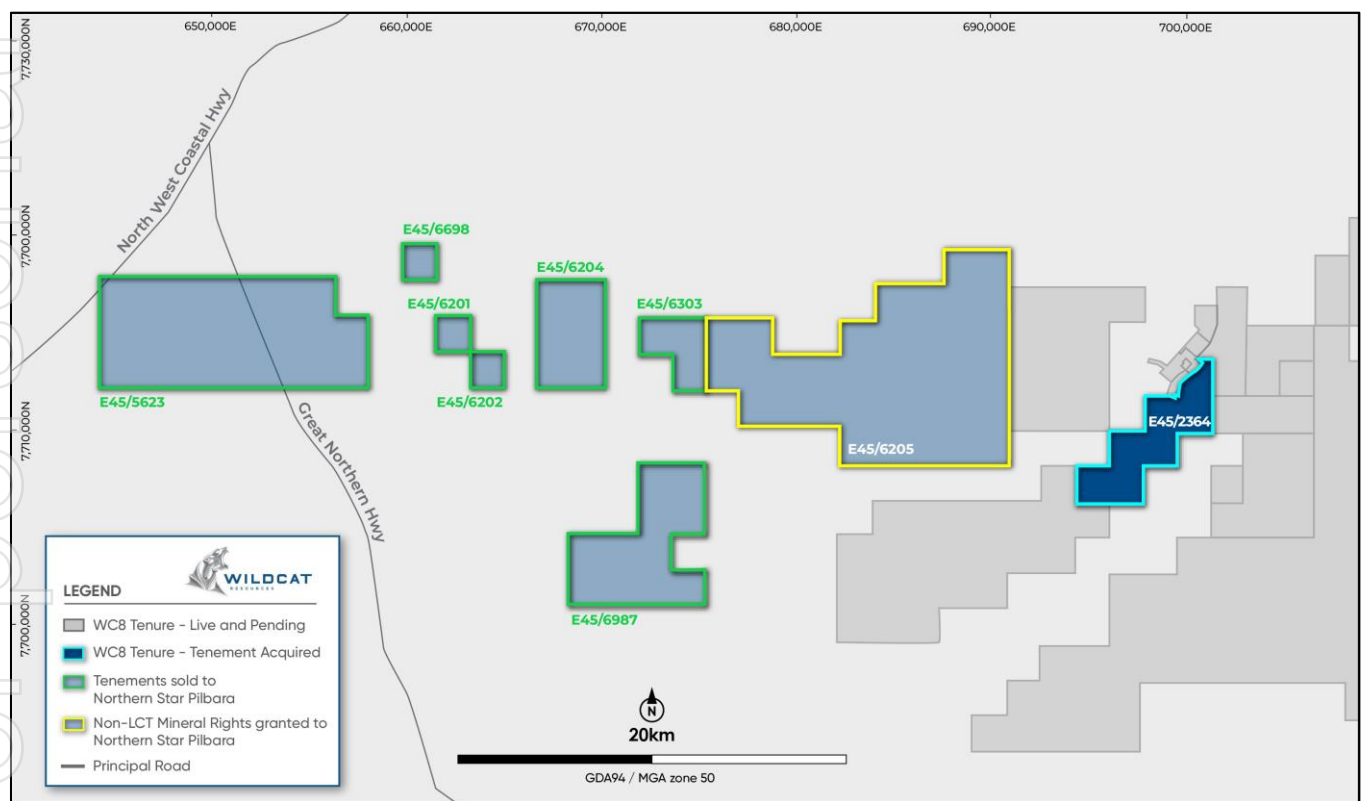 650,000E
660,000E
670,000E
680,000E
690,000E
700,000E
7,730,000N
North West Coastal Hwy
E45/6698
7,700,000N
E45/6204
E45/6201
E45/6303
E45/5623
E45/6202
Great Northern Hwy
E45/2364
7,710,000N
E45/6205
WILDCAT
RESOURCES
LEGEND
WC8 Tenure - Live and Pending
WC8 Tenure - Tenement Acquired
Tenements sold to
Northern Star Pilbara
Non-LCT Mineral Rights granted to
Northern Star Pilbara
Principal Road
E45/6987
7,700,000N
N
20km
GDA94 / MGA zone 50